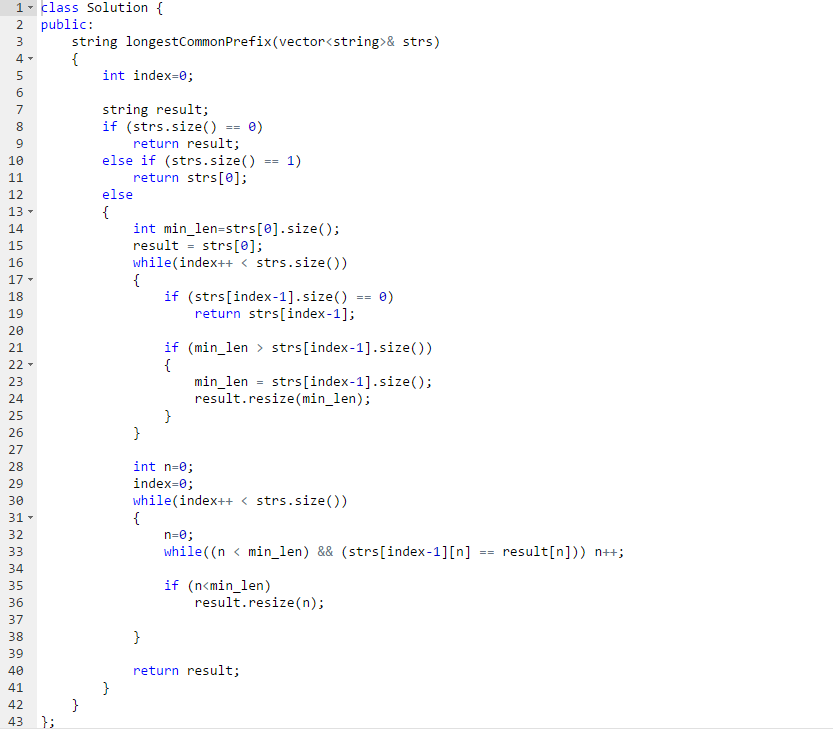 1 class Solution {
2 public:
3     string longestCommonPrefix(vector<string>& strs)
4     {
5         int index=0;
6
7         string result;
8         if (strs.size() == 0)
9             return result;
10         else if (strs.size() == 1)
11             return strs[0];
12         else
13         {
14             int min_len=strs[0].size();
15             result = strs[0];
16             while(index++ < strs.size())
17             {
18                 if (strs[index-1].size() == 0)
19                     return strs[index-1];
20
21                 if (min_len > strs[index-1].size())
22                 {
23                     min_len = strs[index-1].size();
24                     result.resize(min_len);
25                 }
26             }
27
28             int n=0;
29             index=0;
30             while(index++ < strs.size())
31             {
32                 n=0;
33                 while((n < min_len) && (strs[index-1][n] == result[n])) n++;
34
35                 if (n<min_len)
36                     result.resize(n);
37
38             }
39
40             return result;
41         }
42     }
43 };